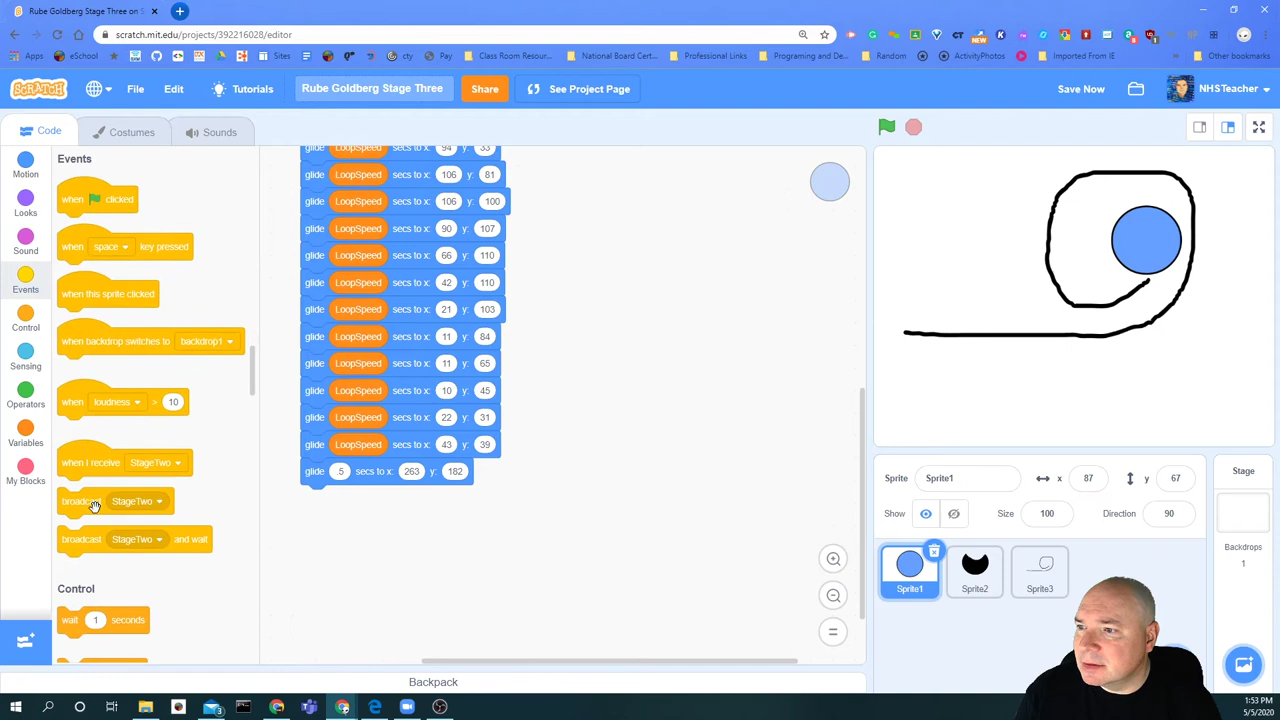 Rube Goldberg Stage Three on S
scratch.mit.edu/projects/392216028/editor
Apps
eSchool
Sites
cty
Pay
Class Room Resour...
National Board Cert...
Professional Links
Programing and De...
Random
ActivityPhotos
Imported From IE
Other bookmarks
SCRATCH
File
Edit
Tutorials
Rube Goldberg Stage Three
Share
See Project Page
Save Now
NHSTeacher
Code
Costumes
Sounds
Motion
Looks
Sound
Events
Control
Sensing
Operators
Variables
My Blocks
Events
when clicked
when space key pressed
when this sprite clicked
when backdrop switches to backdrop1
when loudness > 10
when I receive StageTwo
broadcast StageTwo
broadcast StageTwo and wait
Control
wait 1 seconds
glide LoopSpeed secs to x: 94 y: 33
glide LoopSpeed secs to x: 106 y: 81
glide LoopSpeed secs to x: 106 y: 100
glide LoopSpeed secs to x: 90 y: 107
glide LoopSpeed secs to x: 66 y: 110
glide LoopSpeed secs to x: 42 y: 110
glide LoopSpeed secs to x: 21 y: 103
glide LoopSpeed secs to x: 11 y: 84
glide LoopSpeed secs to x: 11 y: 65
glide LoopSpeed secs to x: 10 y: 45
glide LoopSpeed secs to x: 22 y: 31
glide LoopSpeed secs to x: 43 y: 39
glide .5 secs to x: 263 y: 182
Backpack
Sprite Sprite1 x 87 y 67
Show Size 100 Direction 90
Sprite1
Sprite2
Sprite3
Stage
Backdrops
1
1:53 PM
5/5/2020